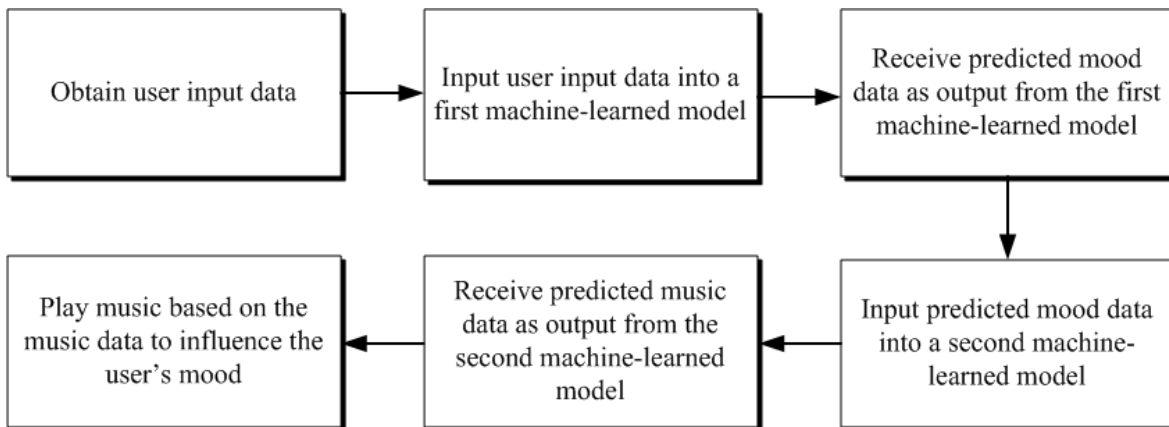 Obtain user input data
Input user input data into a
first machine-learned model
Receive predicted mood
data as output from the first
machine-learned model
Input predicted mood data
into a second machine-
learned model
Receive predicted music
data as output from the
second machine-learned
model
Play music based on the
music data to influence the
user's mood